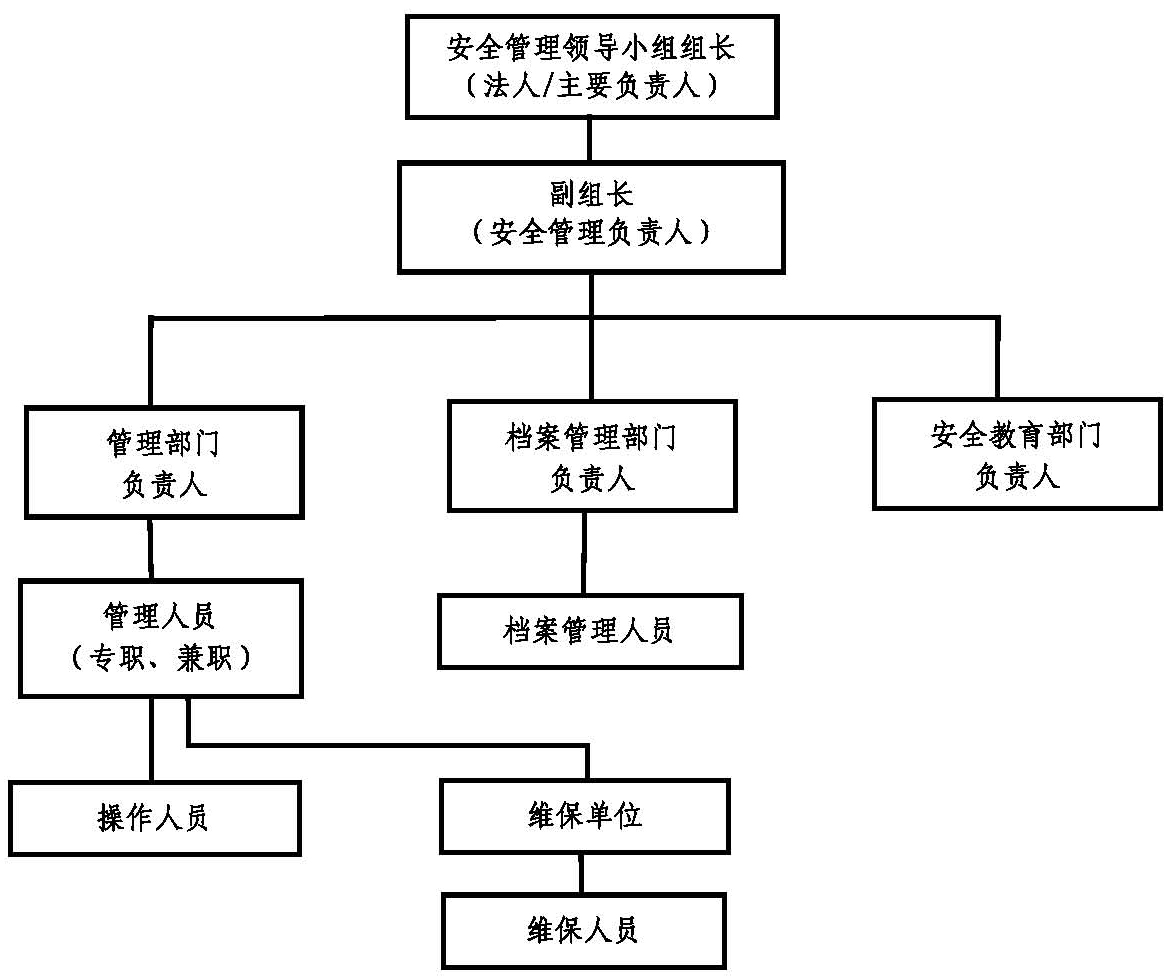 安全管理领导小组组长
（法人/主要负责人）
副组长
（安全管理负责人）
管理部门
负责人
档案管理部门
负责人
安全教育部门
负责人
管理人员
（专职、兼职）
档案管理人员
操作人员
维保单位
维保人员